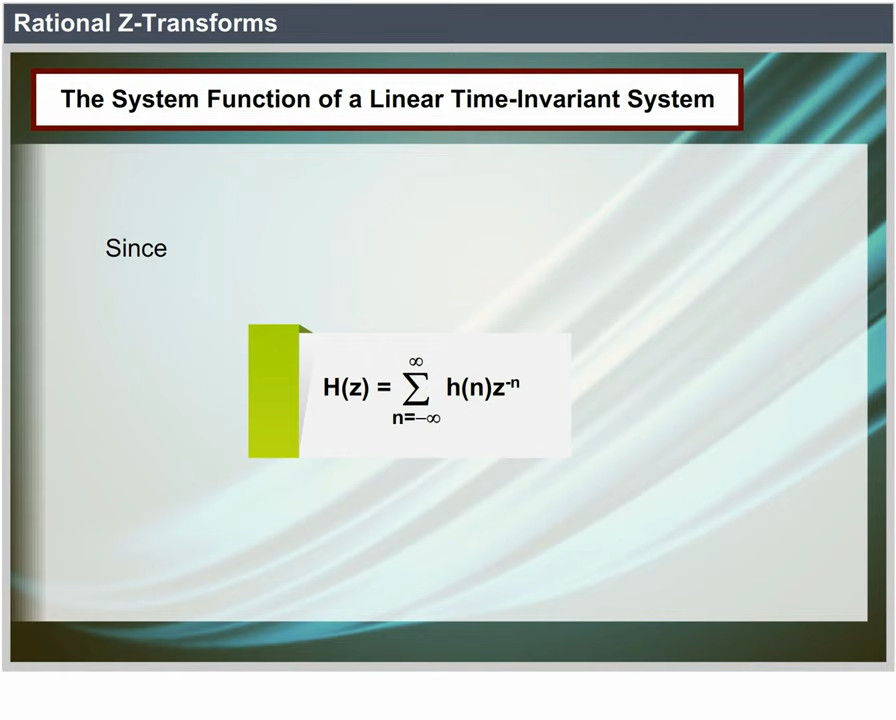 Rational Z-Transforms
The System Function of a Linear Time-Invariant System
Since
∞
H(z) = ∑ h(n)z⁻ⁿ
n=−∞